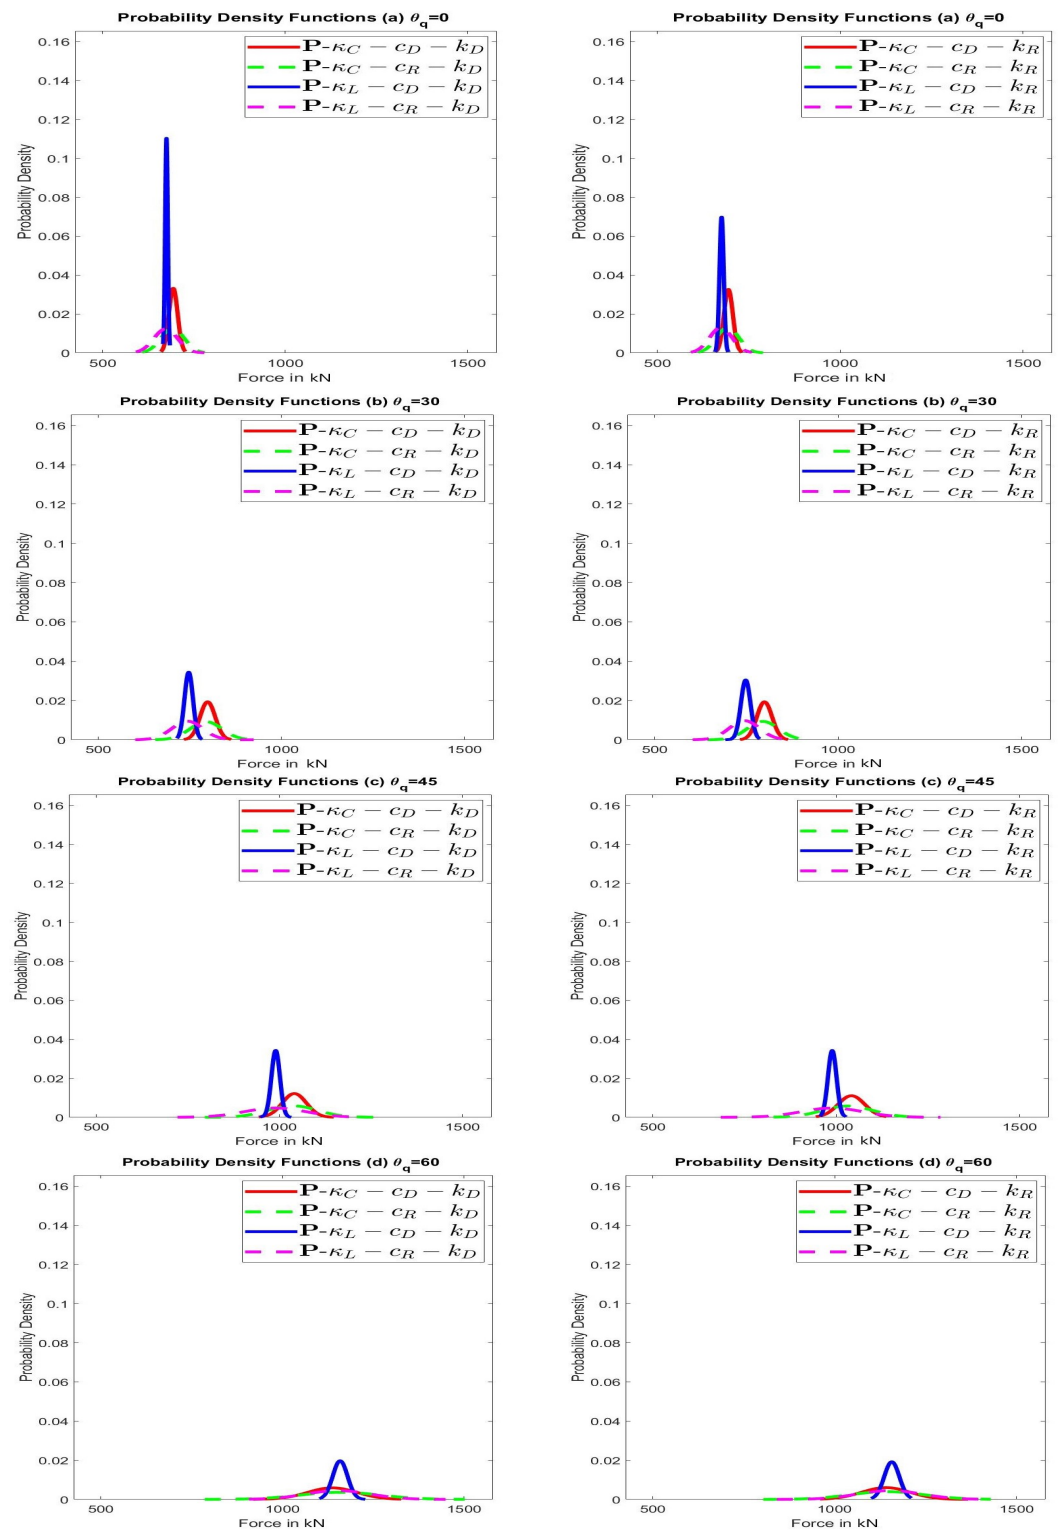 Probability Density Functions (a) θq=0
0.16
0.14
0.12
0.1
0.08
0.06
0.04
0.02
0
Probability Density
P-κC − cD − kD
P-κC − cR − kD
P-κL − cD − kD
P-κL − cR − kD
500 1000 1500
Force in kN
Probability Density Functions (a) θq=0
0.16
0.14
0.12
0.1
0.08
0.06
0.04
0.02
0
Probability Density
P-κC − cD − kR
P-κC − cR − kR
P-κL − cD − kR
P-κL − cR − kR
500 1000 1500
Force in kN
Probability Density Functions (b) θq=30
0.16
0.14
0.12
0.1
0.08
0.06
0.04
0.02
0
Probability Density
P-κC − cD − kD
P-κC − cR − kD
P-κL − cD − kD
P-κL − cR − kD
500 1000 1500
Force in kN
Probability Density Functions (b) θq=30
0.16
0.14
0.12
0.1
0.08
0.06
0.04
0.02
0
Probability Density
P-κC − cD − kR
P-κC − cR − kR
P-κL − cD − kR
P-κL − cR − kR
500 1000 1500
Force in kN
Probability Density Functions (c) θq=45
0.16
0.14
0.12
0.1
0.08
0.06
0.04
0.02
0
Probability Density
P-κC − cD − kD
P-κC − cR − kD
P-κL − cD − kD
P-κL − cR − kD
500 1000 1500
Force in kN
Probability Density Functions (c) θq=45
0.16
0.14
0.12
0.1
0.08
0.06
0.04
0.02
0
Probability Density
P-κC − cD − kR
P-κC − cR − kR
P-κL − cD − kR
P-κL − cR − kR
500 1000 1500
Force in kN
Probability Density Functions (d) θq=60
0.16
0.14
0.12
0.1
0.08
0.06
0.04
0.02
0
Probability Density
P-κC − cD − kD
P-κC − cR − kD
P-κL − cD − kD
P-κL − cR − kD
500 1000 1500
Force in kN
Probability Density Functions (d) θq=60
0.16
0.14
0.12
0.1
0.08
0.06
0.04
0.02
0
Probability Density
P-κC − cD − kR
P-κC − cR − kR
P-κL − cD − kR
P-κL − cR − kR
500 1000 1500
Force in kN